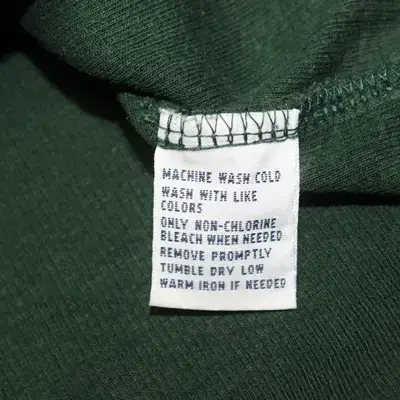 MACHINE WASH COLD
WASH WITH LIKE
COLORS
ONLY NON-CHLORINE
BLEACH WHEN NEEDED
REMOVE PROMPTLY
TUMBLE DRY LOW
WARM IRON IF NEEDED